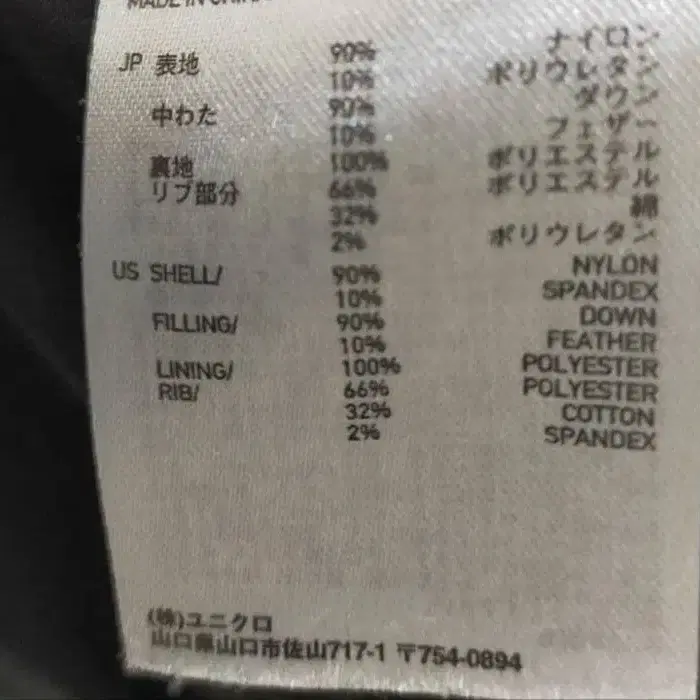 MADE IN CHINA
JP 表地 90% ナイロン
10% ポリウレタン
中わた 90% ダウン
10% フェザー
裏地 100% ポリエステル
リブ部分 66% ポリエステル
32% 綿
2% ポリウレタン
US SHELL/ 90% NYLON
10% SPANDEX
FILLING/ 90% DOWN
10% FEATHER
LINING/ 100% POLYESTER
RIB/ 66% POLYESTER
32% COTTON
2% SPANDEX
(株)ユニクロ
山口県山口市佐山717-1 〒754-0894